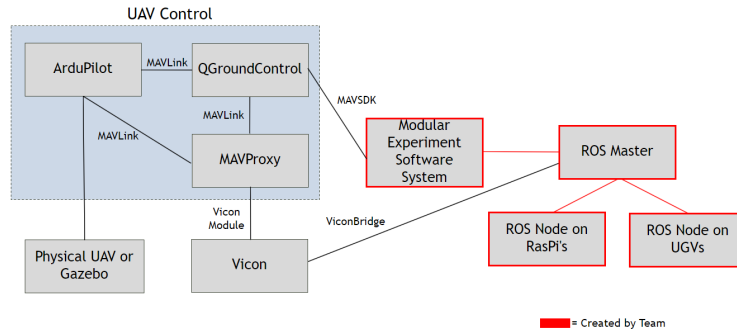 UAV Control
ArduPilot
MAVLink
QGroundControl
MAVSDK
MAVLink
MAVLink
MAVProxy
Modular
Experiment
Software
System
ROS Master
Vicon
Module
ViconBridge
ROS Node on
RasPi's
ROS Node on
UGVs
Physical UAV or
Gazebo
Vicon
= Created by Team